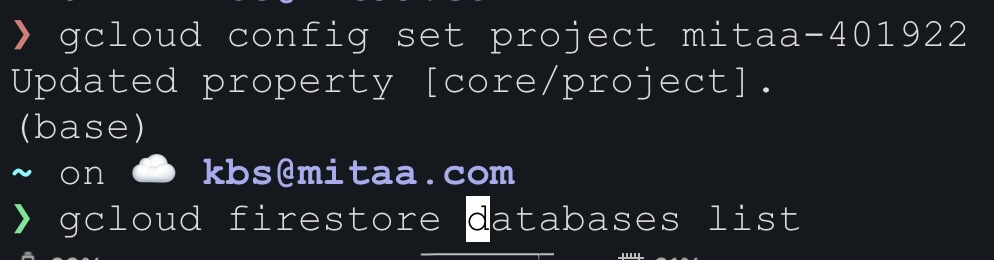 ❯ gcloud config set project mitaa-401922
Updated property [core/project].
(base)
~ on ☁️ kbs@mitaa.com
❯ gcloud firestore databases list